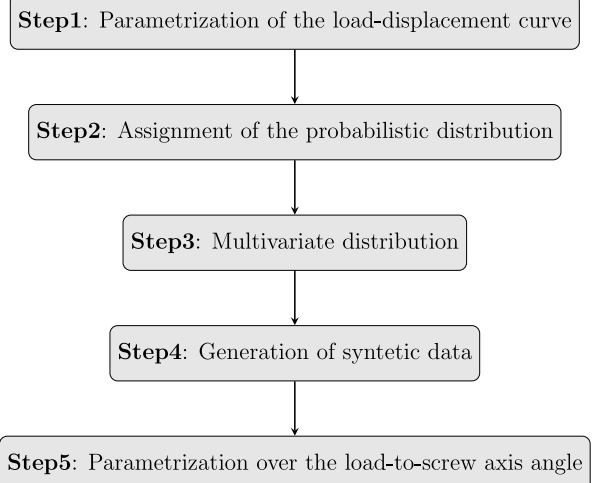 Step1: Parametrization of the load-displacement curve
Step2: Assignment of the probabilistic distribution
Step3: Multivariate distribution
Step4: Generation of syntetic data
Step5: Parametrization over the load-to-screw axis angle